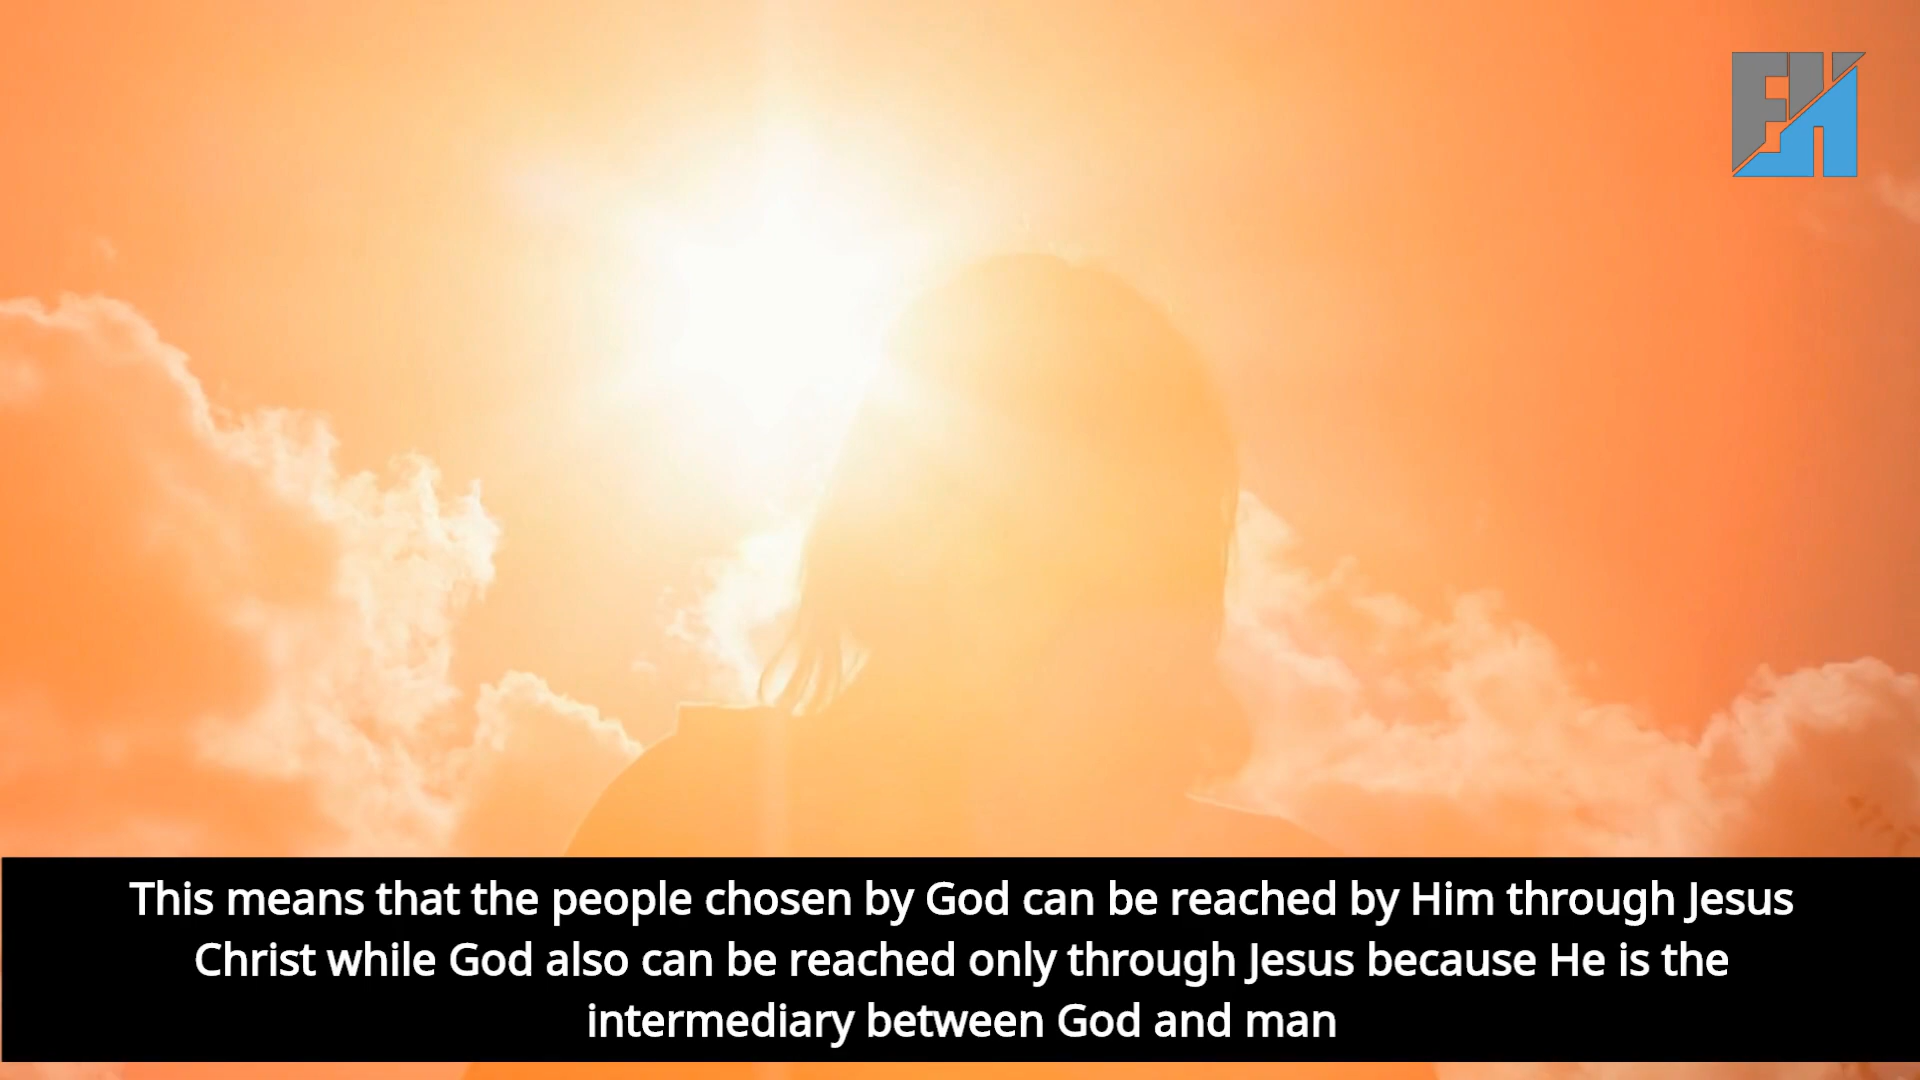 This means that the people chosen by God can be reached by Him through Jesus
Christ while God also can be reached only through Jesus because He is the
intermediary between God and man